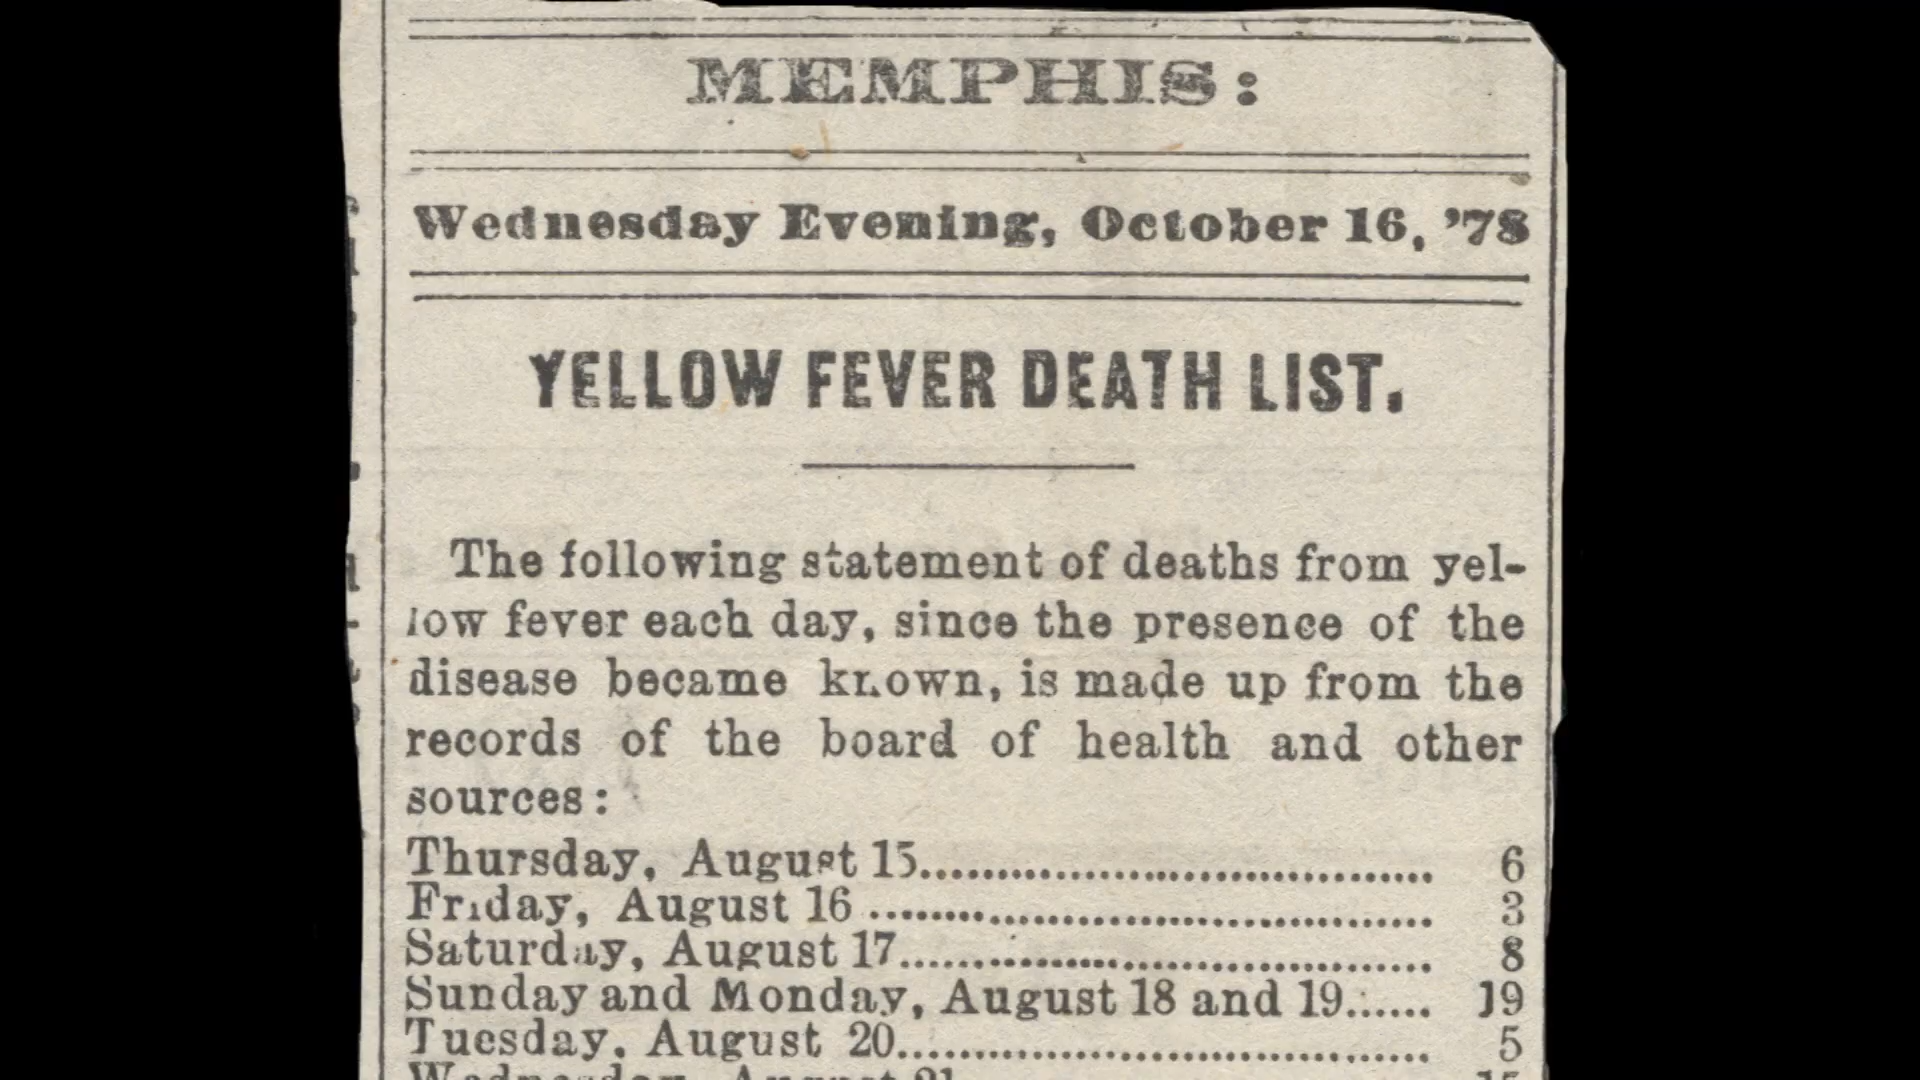 MEMPHIS:
Wednesday Evening, October 16, '78
YELLOW FEVER DEATH LIST.
The following statement of deaths from yel-
low fever each day, since the presence of the
disease became known, is made up from the
records of the board of health and other
sources:
Thursday, August 15.......................................... 6
Friday, August 16 .............................................. 3
Saturday, August 17........................................... 8
Sunday and Monday, August 18 and 19...... 19
Tuesday, August 20........................................... 5